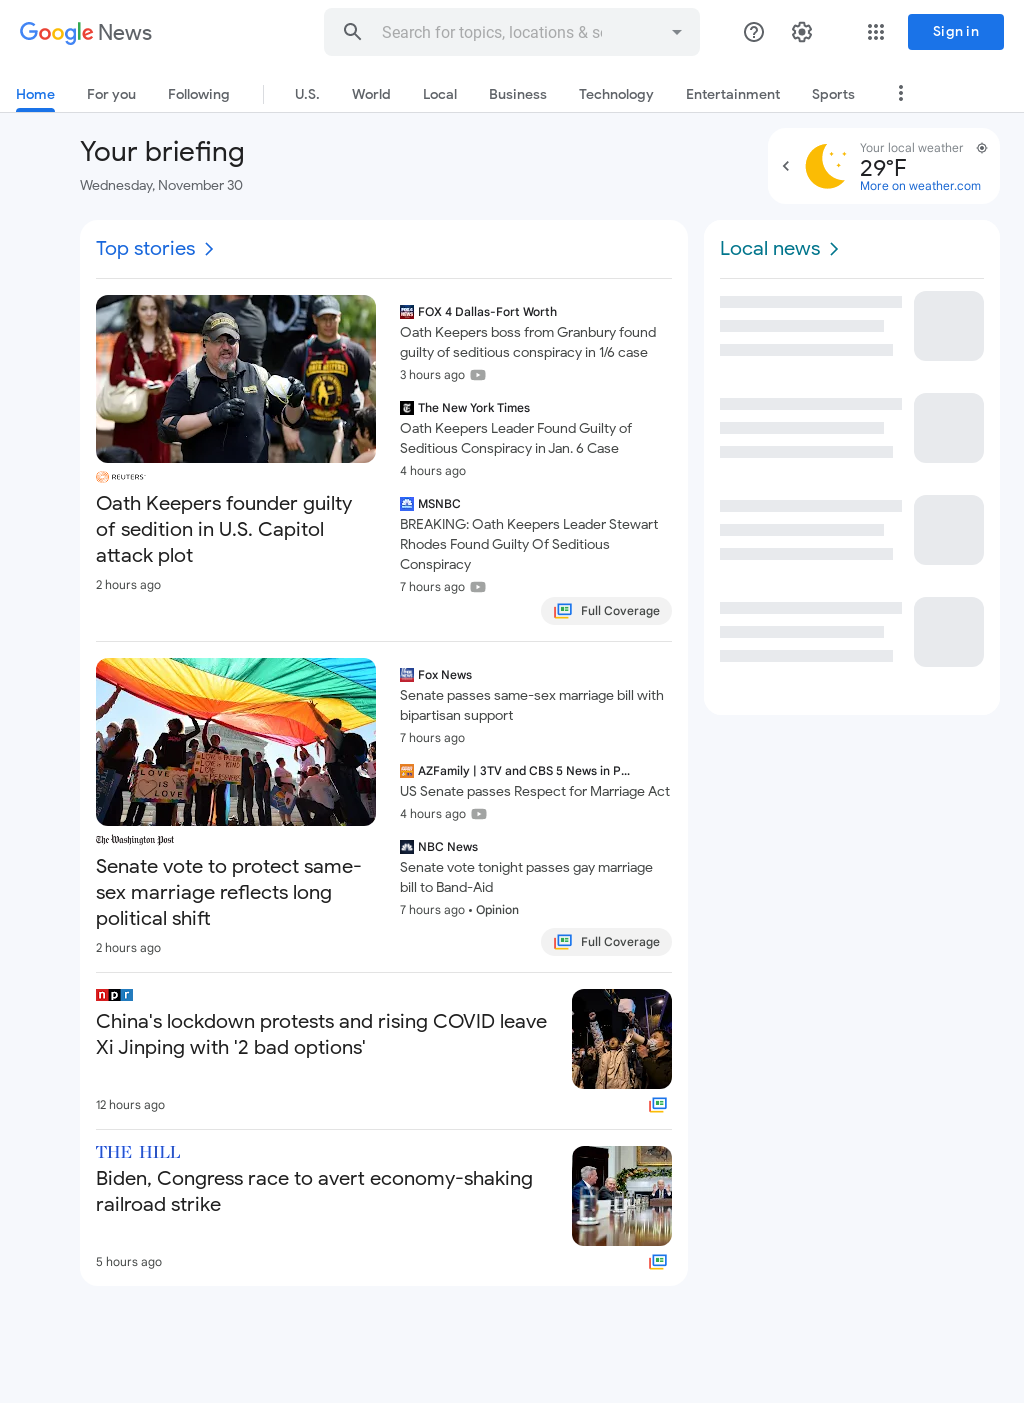 Google News
Search for topics, locations & s
Sign in
Home
For you
Following
U.S.
World
Local
Business
Technology
Entertainment
Sports
Your briefing
Wednesday, November 30
Your local weather
29°F
More on weather.com
Top stories
REUTERS
Oath Keepers founder guilty
of sedition in U.S. Capitol
attack plot
2 hours ago
FOX 4 Dallas-Fort Worth
Oath Keepers boss from Granbury found
guilty of seditious conspiracy in 1/6 case
3 hours ago
The New York Times
Oath Keepers Leader Found Guilty of
Seditious Conspiracy in Jan. 6 Case
4 hours ago
MSNBC
BREAKING: Oath Keepers Leader Stewart
Rhodes Found Guilty Of Seditious
Conspiracy
7 hours ago
Full Coverage
LOVE IS LOVE
The Washington Post
Senate vote to protect same-
sex marriage reflects long
political shift
2 hours ago
Fox News
Senate passes same-sex marriage bill with
bipartisan support
7 hours ago
AZFamily | 3TV and CBS 5 News in P...
US Senate passes Respect for Marriage Act
4 hours ago
NBC News
Senate vote tonight passes gay marriage
bill to Band-Aid
7 hours ago • Opinion
Full Coverage
npr
China's lockdown protests and rising COVID leave
Xi Jinping with '2 bad options'
12 hours ago
THE HILL
Biden, Congress race to avert economy-shaking
railroad strike
5 hours ago
Local news